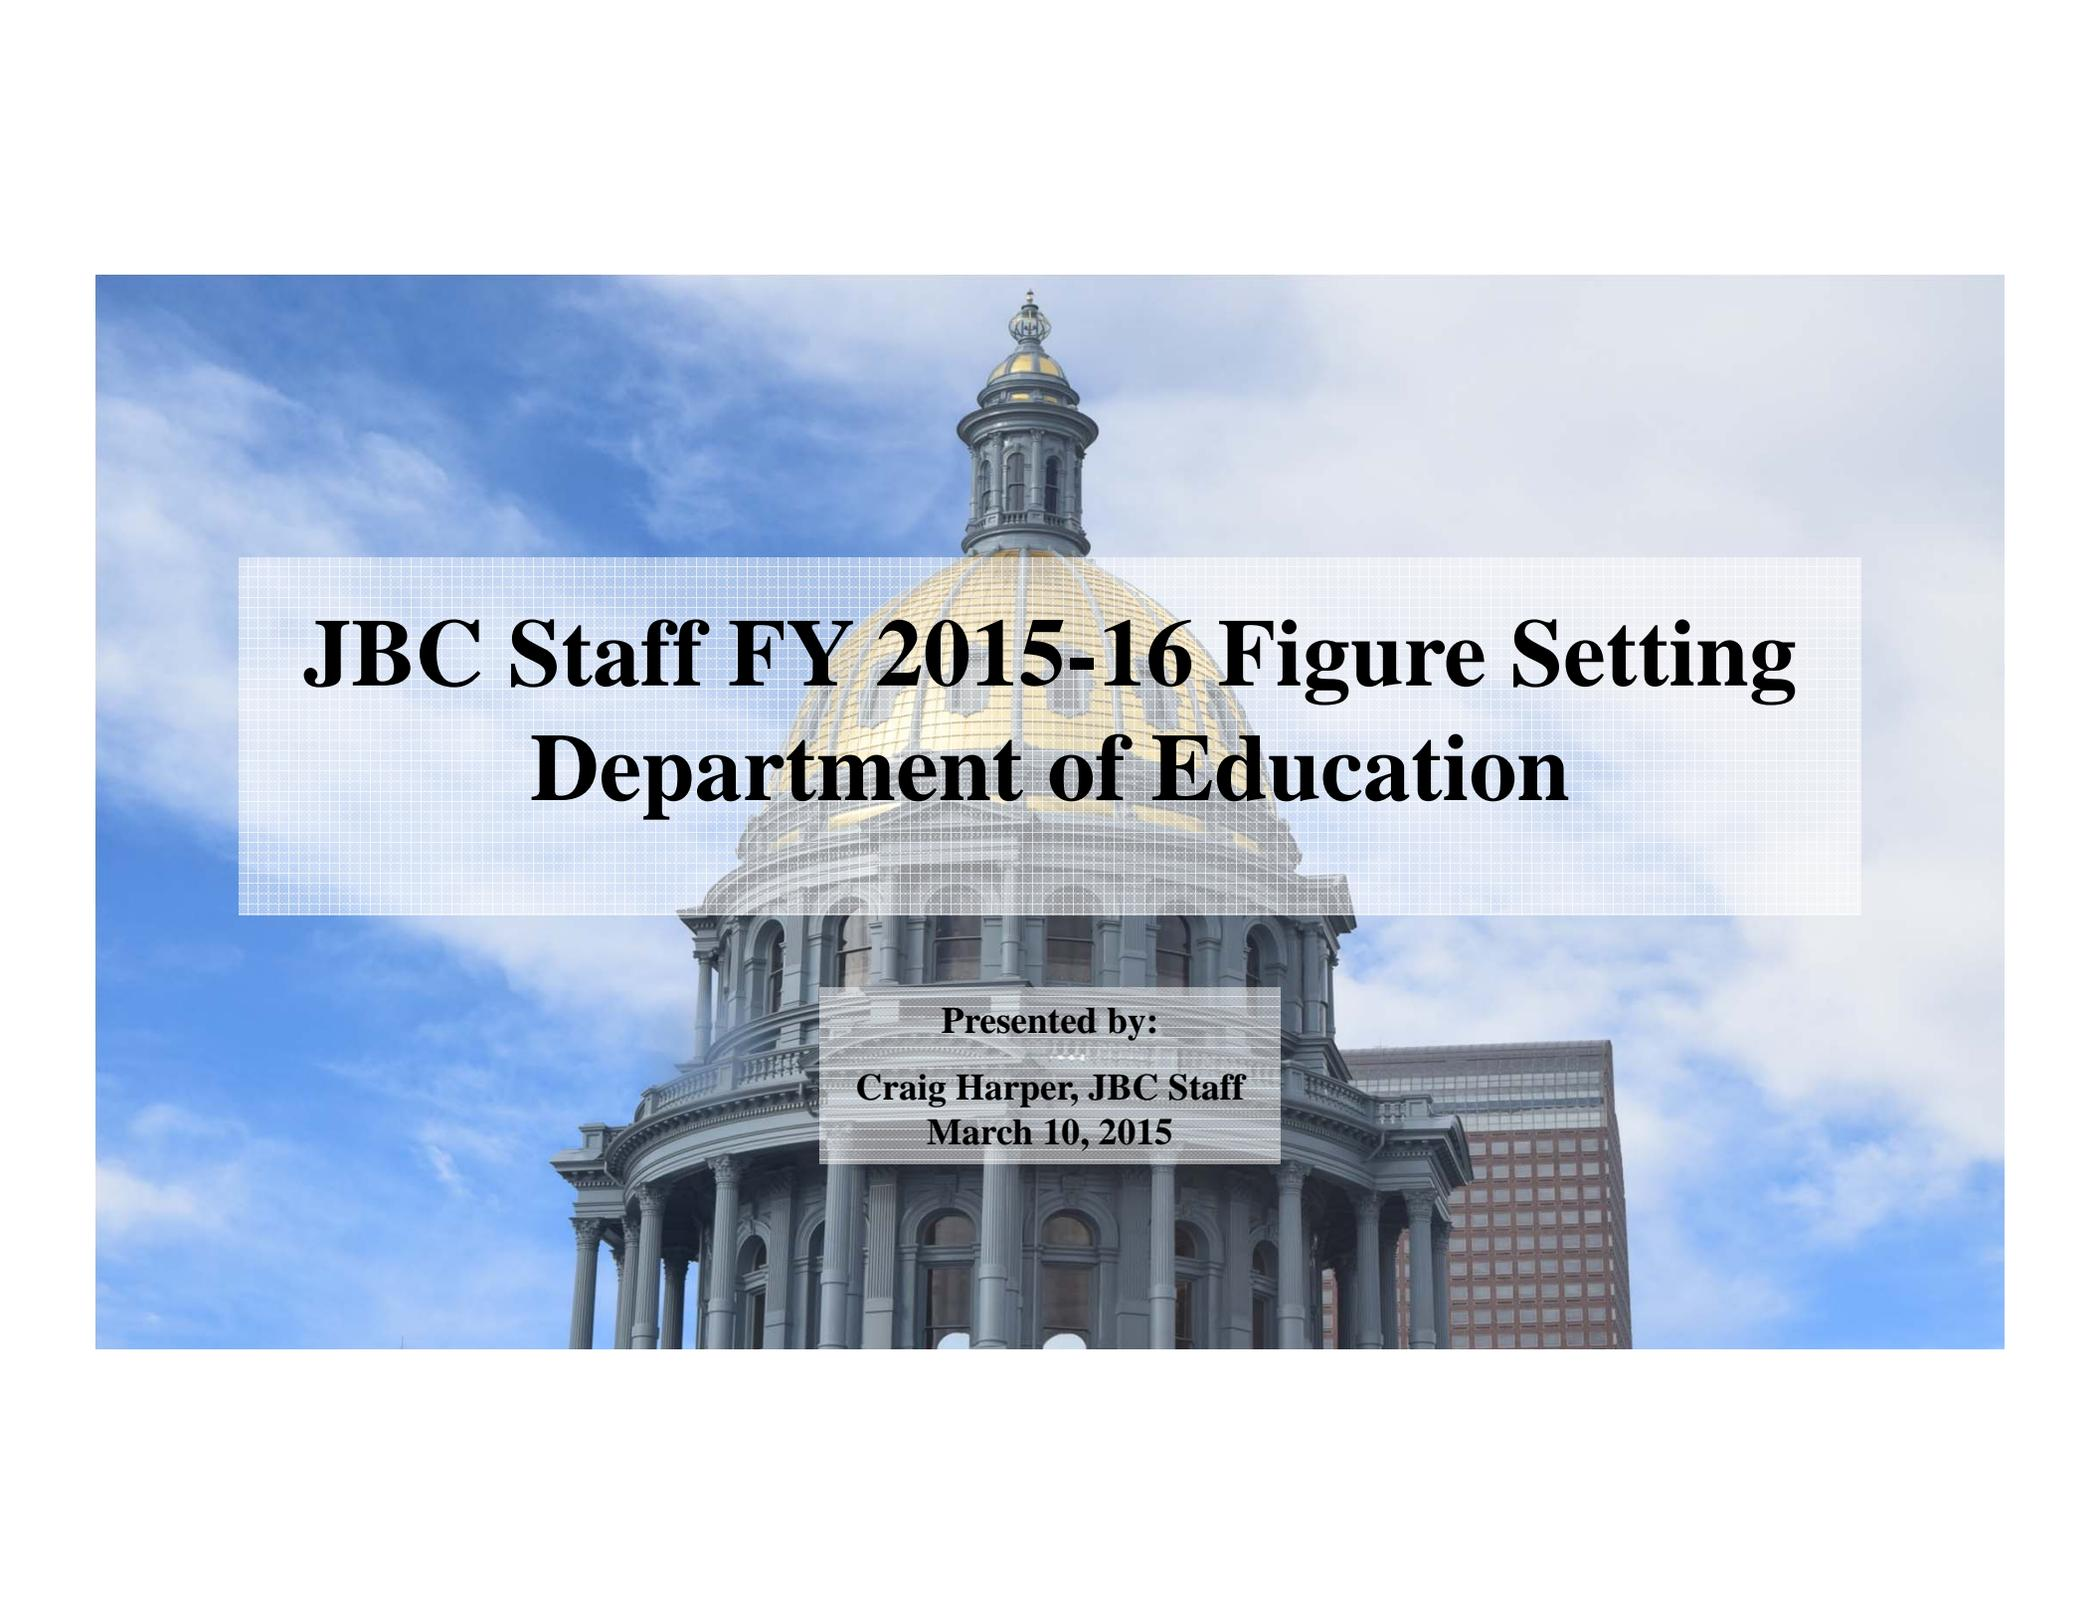 JBC Staff FY 2015-16 Figure Setting
Department of Education
Presented by:
Craig Harper, JBC Staff
March 10, 2015